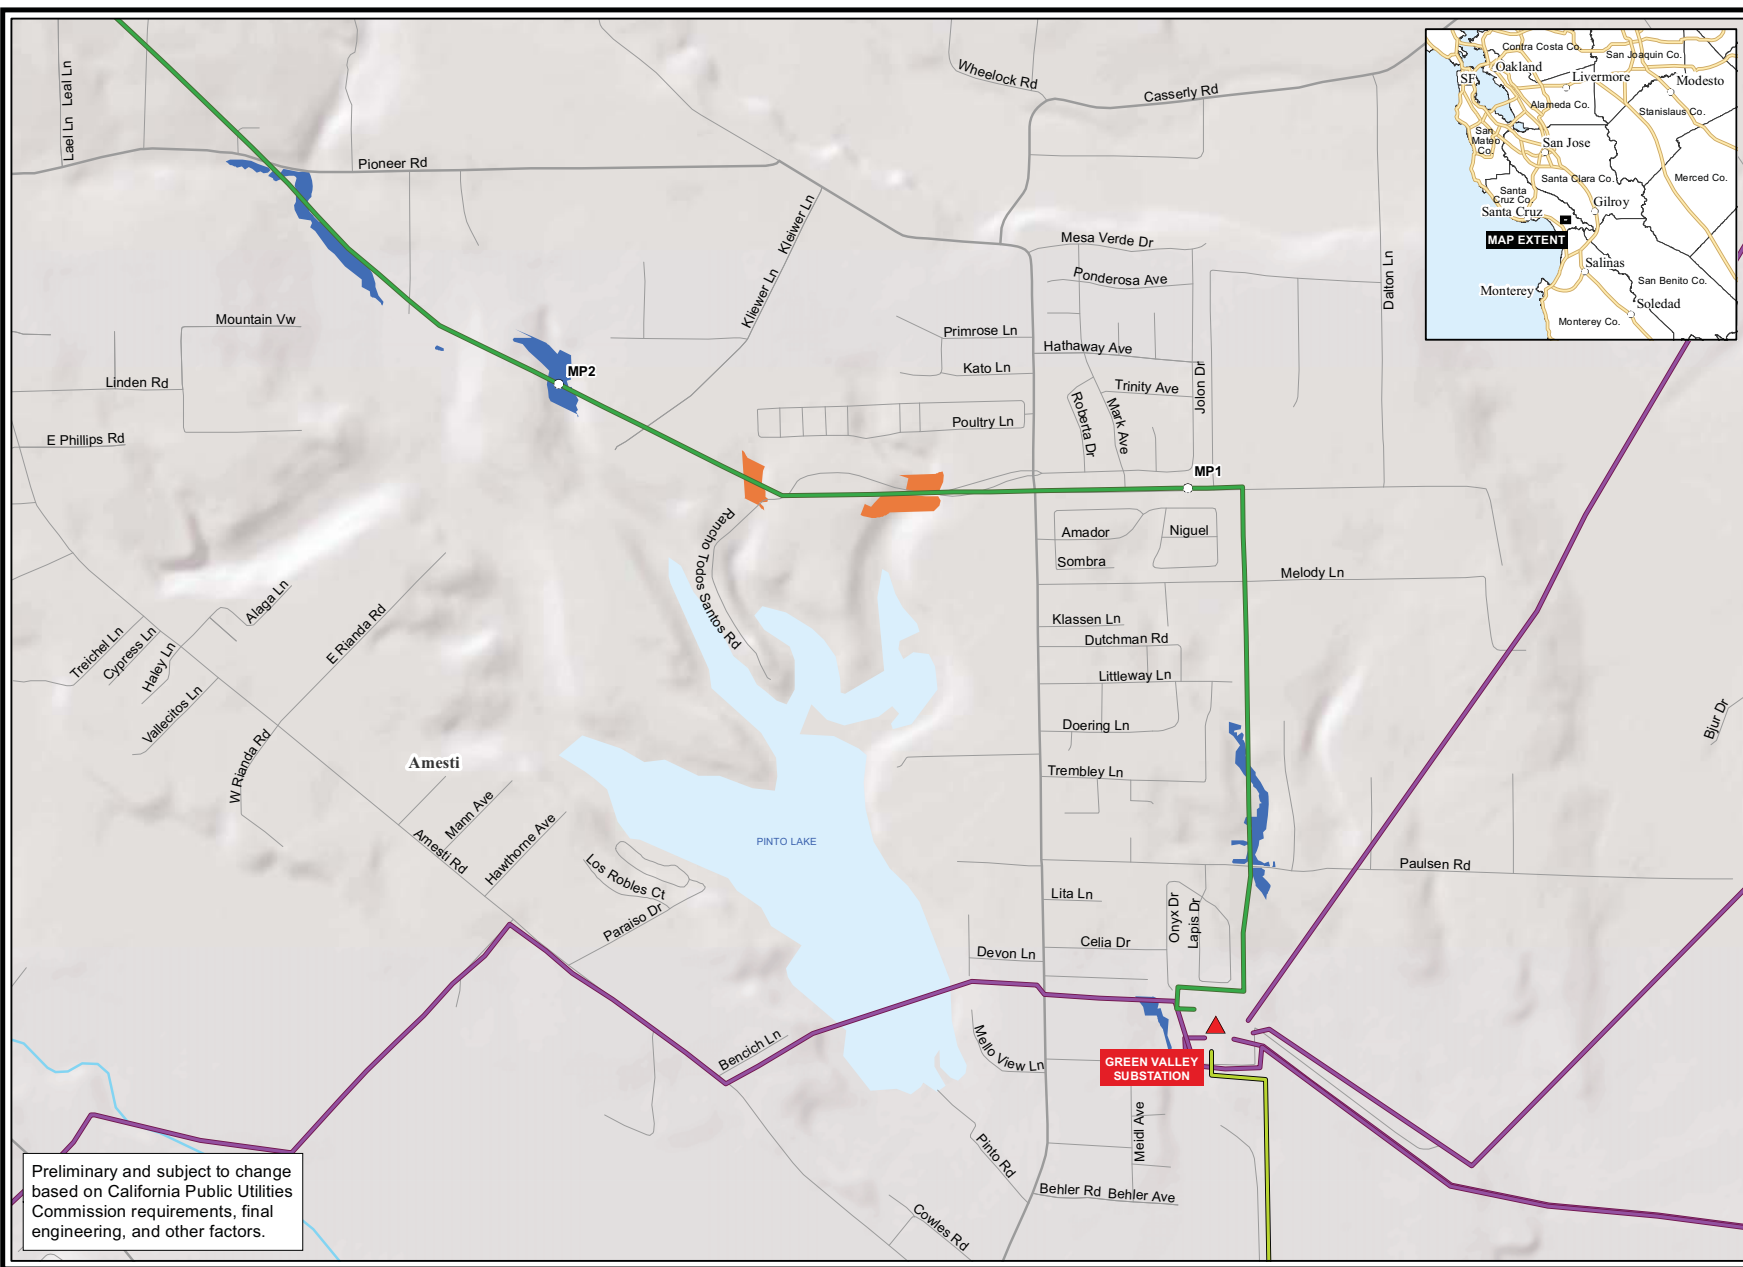 Wheelock Rd
Casserly Rd
Leal Ln
Lael Ln
Pioneer Rd
Kleiwer Ln
Kliewer Ln
Mesa Verde Dr
Ponderosa Ave
Dalton Ln
Mountain Vw
Primrose Ln
Hathaway Ave
Kato Ln
Linden Rd
MP2
Trinity Ave
Jolon Dr
Roberta Dr
Mark Ave
Poultry Ln
E Phillips Rd
MP1
Rancho Todos Santos Rd
Amador
Niguel
Sombra
Melody Ln
Alaga Ln
E Rianda Rd
Klassen Ln
Dutchman Rd
Treichel Ln
Cypress Ln
Haley Ln
Littleway Ln
Vallecitos Ln
Doering Ln
Bjur Dr
W Rianda Rd
Amesti
Trembley Ln
Mann Ave
Hawthorne Ave
Amesti Rd
PINTO LAKE
Los Robles Ct
Paulsen Rd
Lita Ln
Onyx Dr
Lapis Dr
Paraiso Dr
Celia Dr
Devon Ln
Bencich Ln
Mello View Ln
GREEN VALLEY
SUBSTATION
Meidl Ave
Pinto Rd
Behler Rd
Behler Ave
Cowles Rd
Preliminary and subject to change
based on California Public Utilities
Commission requirements, final
engineering, and other factors.
Contra Costa Co.
San Joaquin Co.
Oakland
SF
Livermore
Modesto
Alameda Co.
Stanislaus Co.
San
Mateo
Co.
San Jose
Santa Clara Co.
Merced Co.
Santa
Cruz Co.
Santa Cruz
Gilroy
MAP EXTENT
Salinas
San Benito Co.
Monterey
Soledad
Monterey Co.